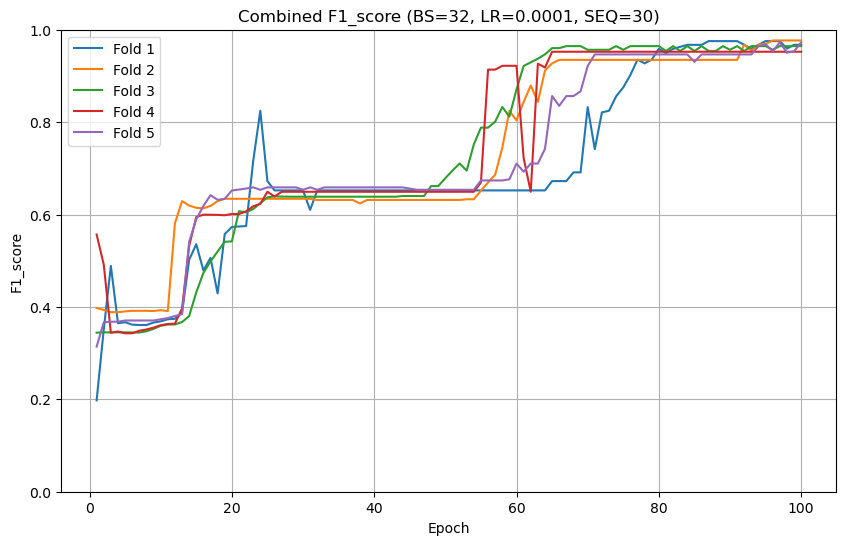 Combined F1_score (BS=32, LR=0.0001, SEQ=30)
Fold 1
Fold 2
Fold 3
Fold 4
Fold 5
1.0
0.8
0.6
0.4
0.2
0.0
F1_score
0 20 40 60 80 100
Epoch